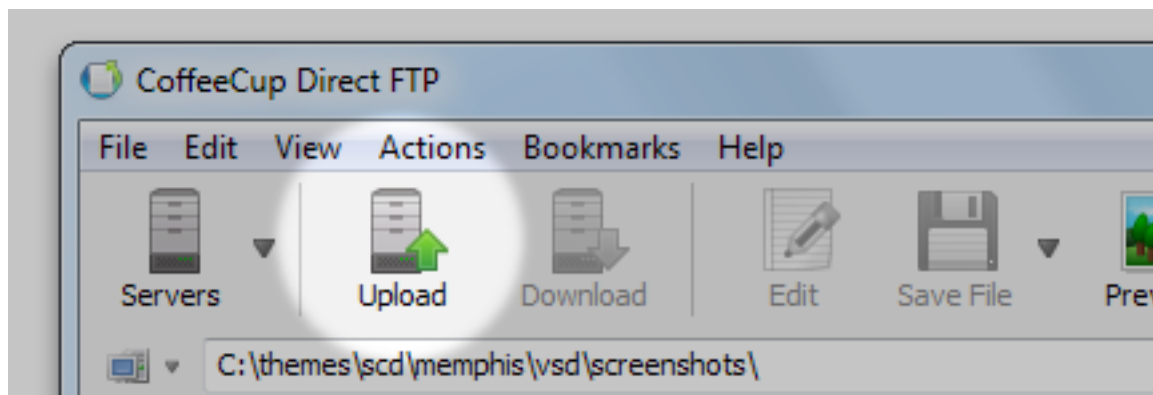 CoffeeCup Direct FTP
File Edit View Actions Bookmarks Help
Servers Upload Download Edit Save File
C:\themes\scd\memphis\vsd\screenshots\